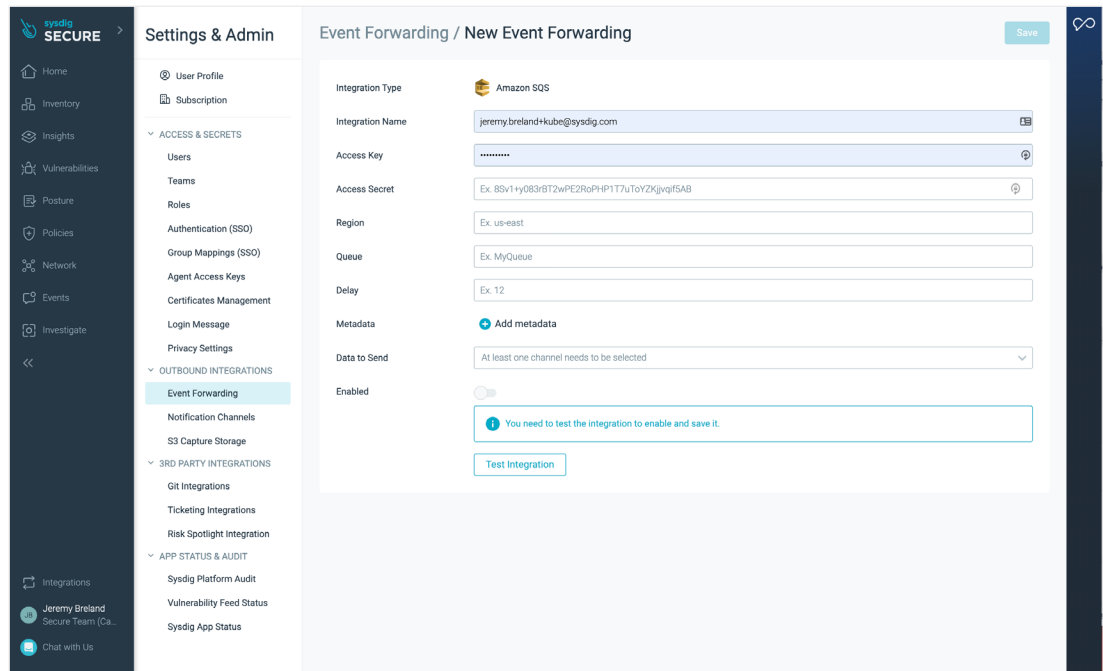 sysdig
SECURE
Home
Inventory
Insights
Vulnerabilities
Posture
Policies
Network
Events
Investigate
Integrations
JB
Jeremy Breland
Secure Team (Ca...
Chat with Us
Settings & Admin
User Profile
Subscription
ACCESS & SECRETS
Users
Teams
Roles
Authentication (SSO)
Group Mappings (SSO)
Agent Access Keys
Certificates Management
Login Message
Privacy Settings
OUTBOUND INTEGRATIONS
Event Forwarding
Notification Channels
S3 Capture Storage
3RD PARTY INTEGRATIONS
Git Integrations
Ticketing Integrations
Risk Spotlight Integration
APP STATUS & AUDIT
Sysdig Platform Audit
Vulnerability Feed Status
Sysdig App Status
Event Forwarding / New Event Forwarding
Save
Integration Type Amazon SQS
Integration Name jeremy.breland+kube@sysdig.com
Access Key ••••••••••
Access Secret Ex. 8Sv1+y083rBT2wPE2RoPHP1T7uToYZKjjvqif5AB
Region Ex. us-east
Queue Ex. MyQueue
Delay Ex. 12
Metadata Add metadata
Data to Send At least one channel needs to be selected
Enabled
You need to test the integration to enable and save it.
Test Integration